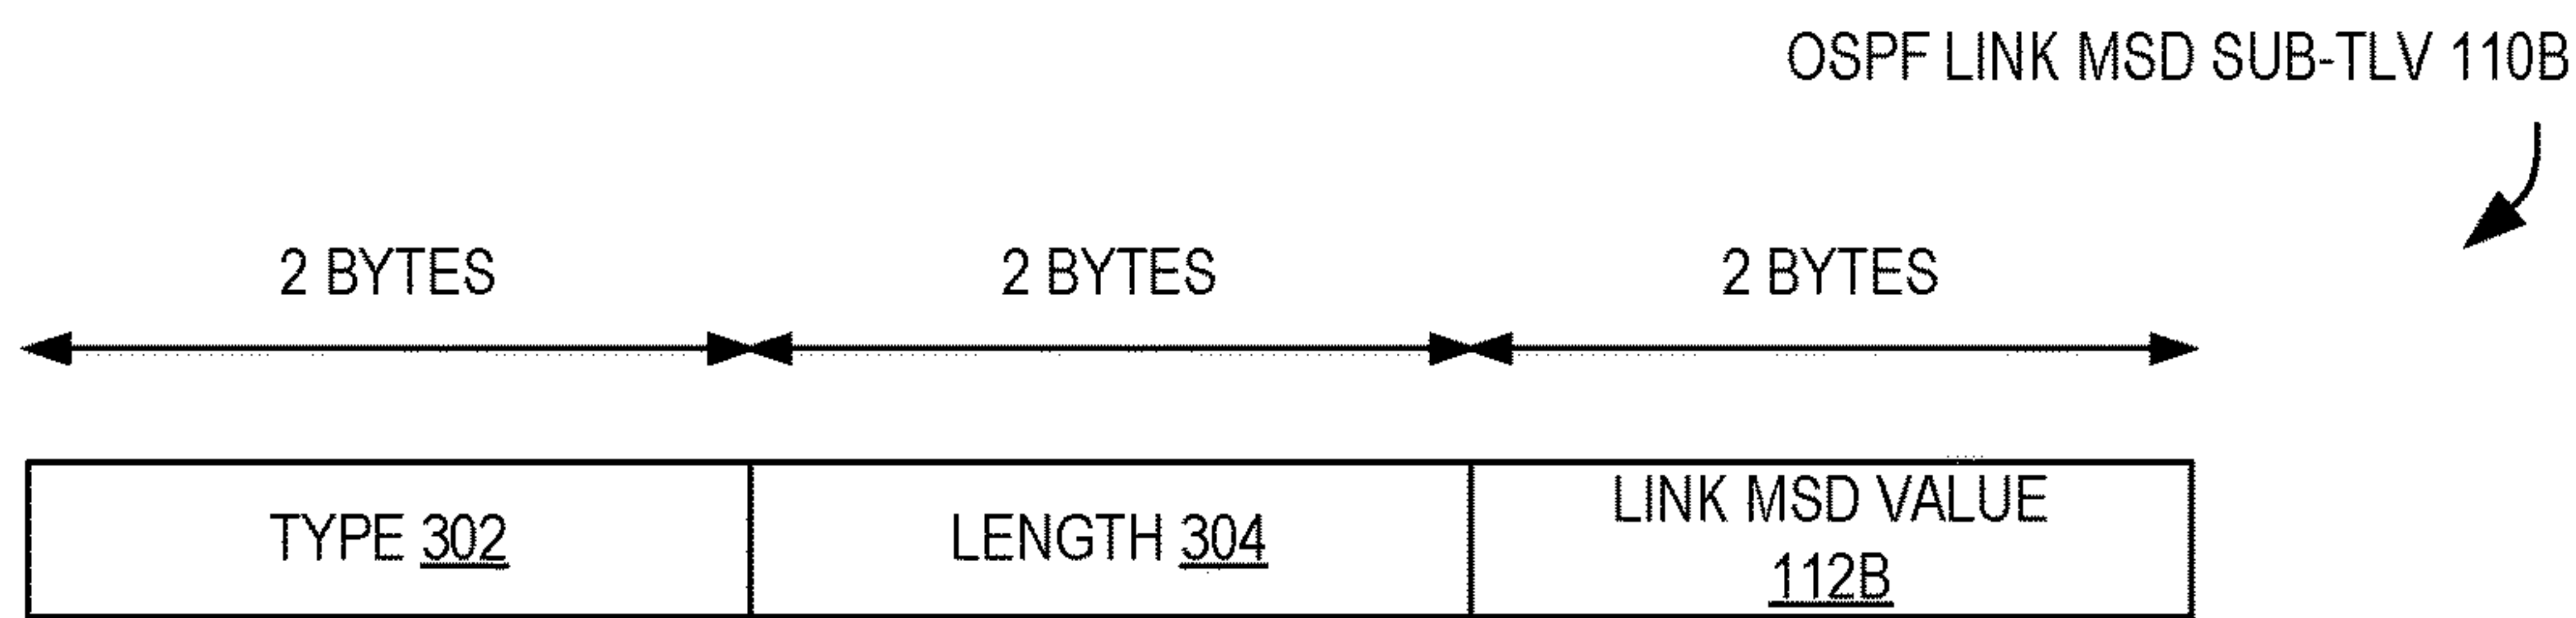 OSPF LINK MSD SUB-TLV 110B
2 BYTES 2 BYTES 2 BYTES
TYPE 302 LENGTH 304 LINK MSD VALUE
112B